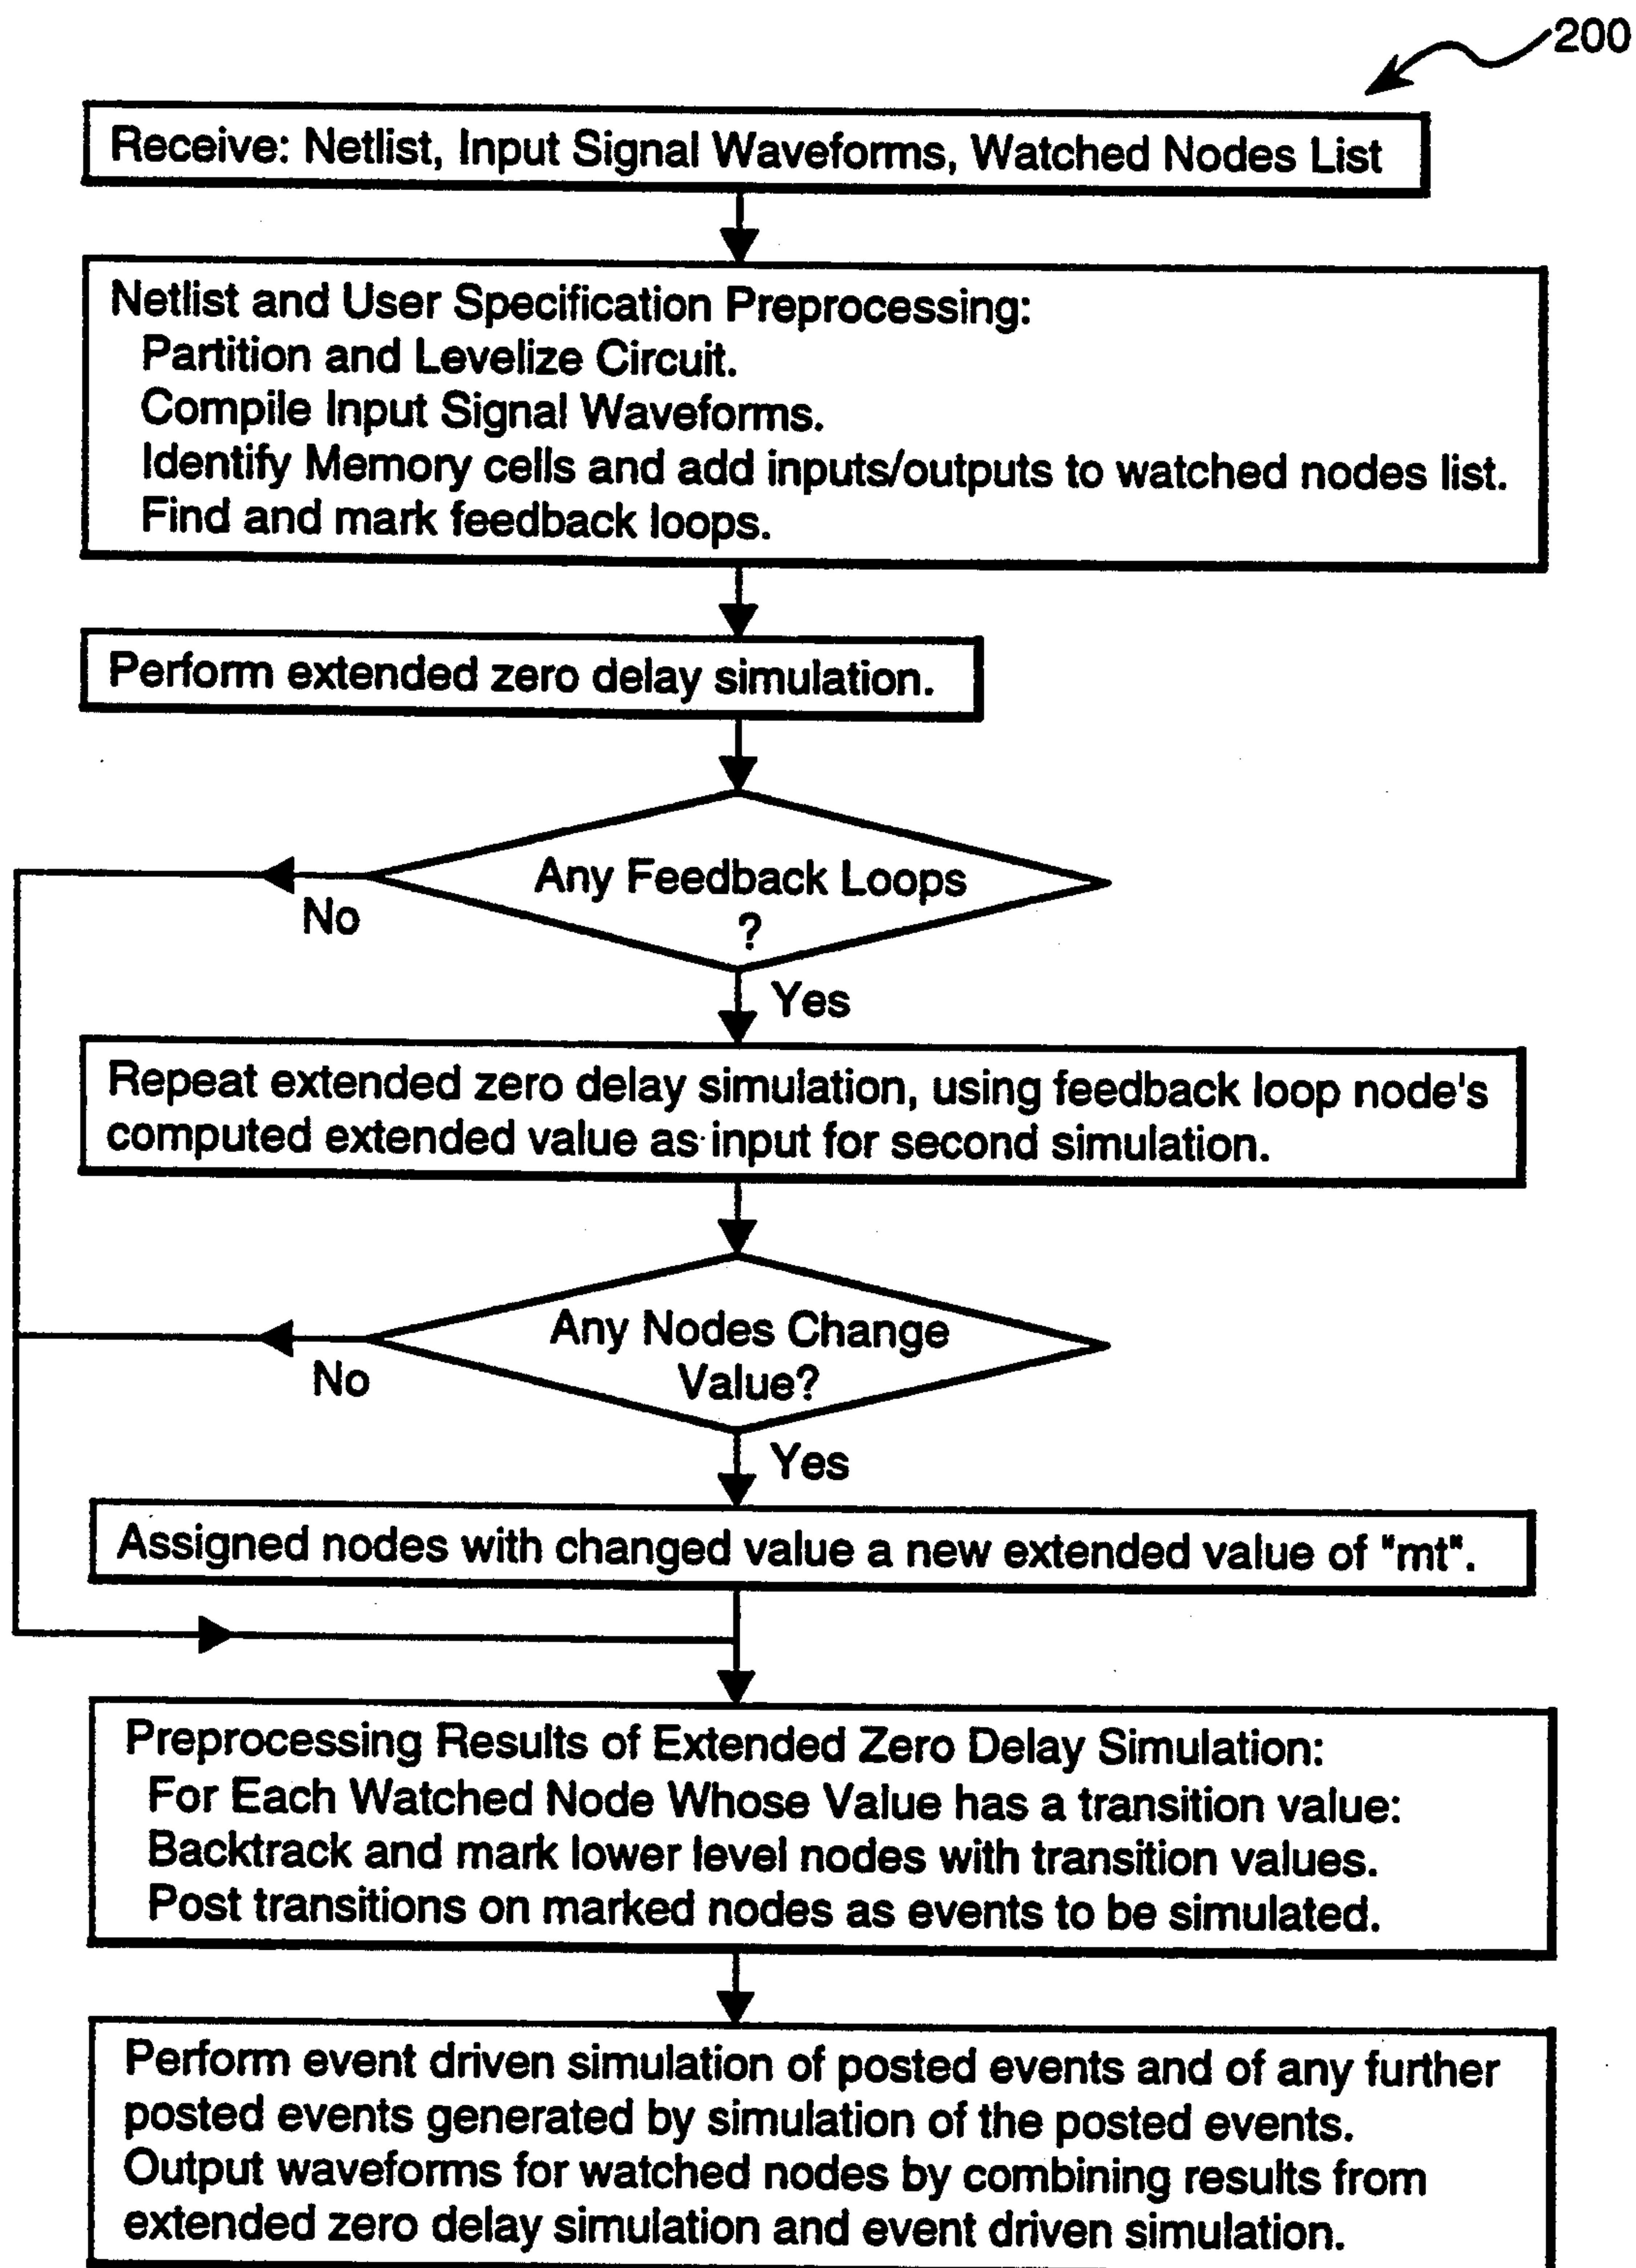 200
Receive: Netlist, Input Signal Waveforms, Watched Nodes List
Netlist and User Specification Preprocessing:
Partition and Levelize Circuit.
Compile Input Signal Waveforms.
Identify Memory cells and add inputs/outputs to watched nodes list.
Find and mark feedback loops.
Perform extended zero delay simulation.
Any Feedback Loops
?
No
Yes
Repeat extended zero delay simulation, using feedback loop node's
computed extended value as input for second simulation.
Any Nodes Change
Value?
No
Yes
Assigned nodes with changed value a new extended value of "mt".
Preprocessing Results of Extended Zero Delay Simulation:
For Each Watched Node Whose Value has a transition value:
Backtrack and mark lower level nodes with transition values.
Post transitions on marked nodes as events to be simulated.
Perform event driven simulation of posted events and of any further
posted events generated by simulation of the posted events.
Output waveforms for watched nodes by combining results from
extended zero delay simulation and event driven simulation.